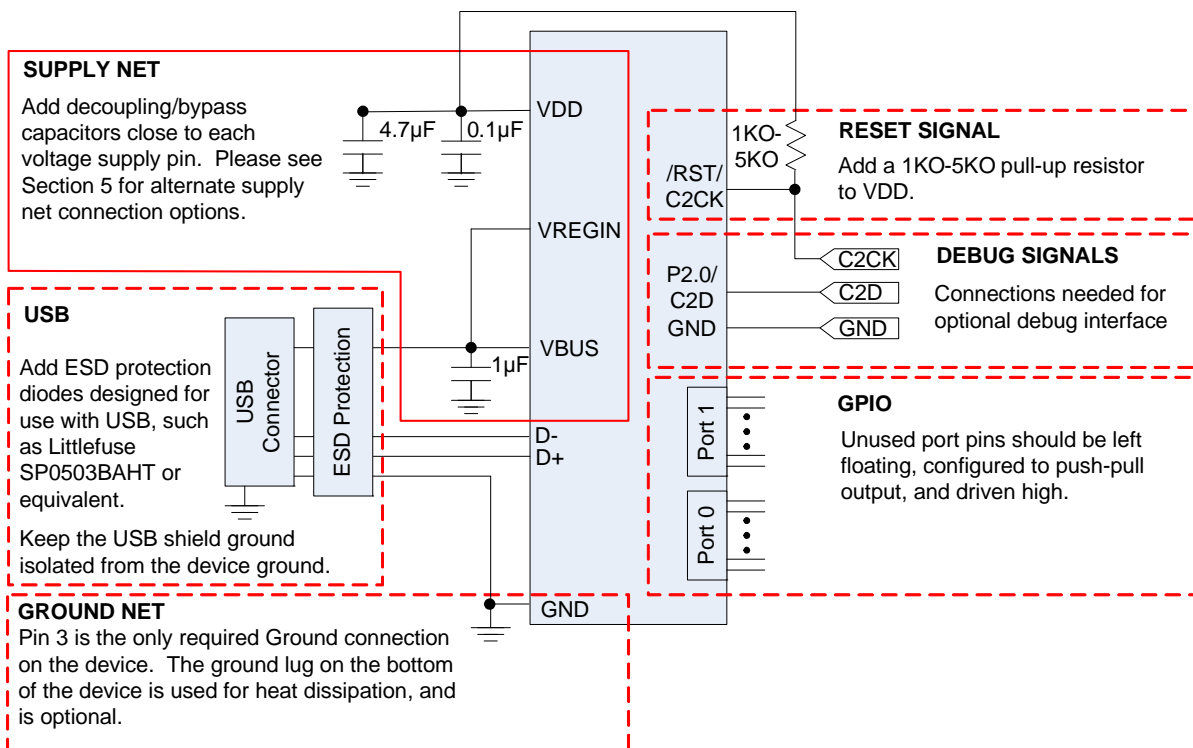 SUPPLY NET
Add decoupling/bypass
capacitors close to each
voltage supply pin.  Please see
Section 5 for alternate supply
net connection options.
4.7µF
0.1µF
VDD
VREGIN
VBUS
1µF
1KO-
5KO
/RST/
C2CK
RESET SIGNAL
Add a 1KO-5KO pull-up resistor
to VDD.
P2.0/
C2D
GND
C2CK
C2D
GND
DEBUG SIGNALS
Connections needed for
optional debug interface
USB
Add ESD protection
diodes designed for
use with USB, such
as Littlefuse
SP0503BAHT or
equivalent.
Keep the USB shield ground
isolated from the device ground.
USB
Connector
ESD Protection
D-
D+
Port 1
Port 0
GPIO
Unused port pins should be left
floating, configured to push-pull
output, and driven high.
GND
GROUND NET
Pin 3 is the only required Ground connection
on the device.  The ground lug on the bottom
of the device is used for heat dissipation, and
is optional.